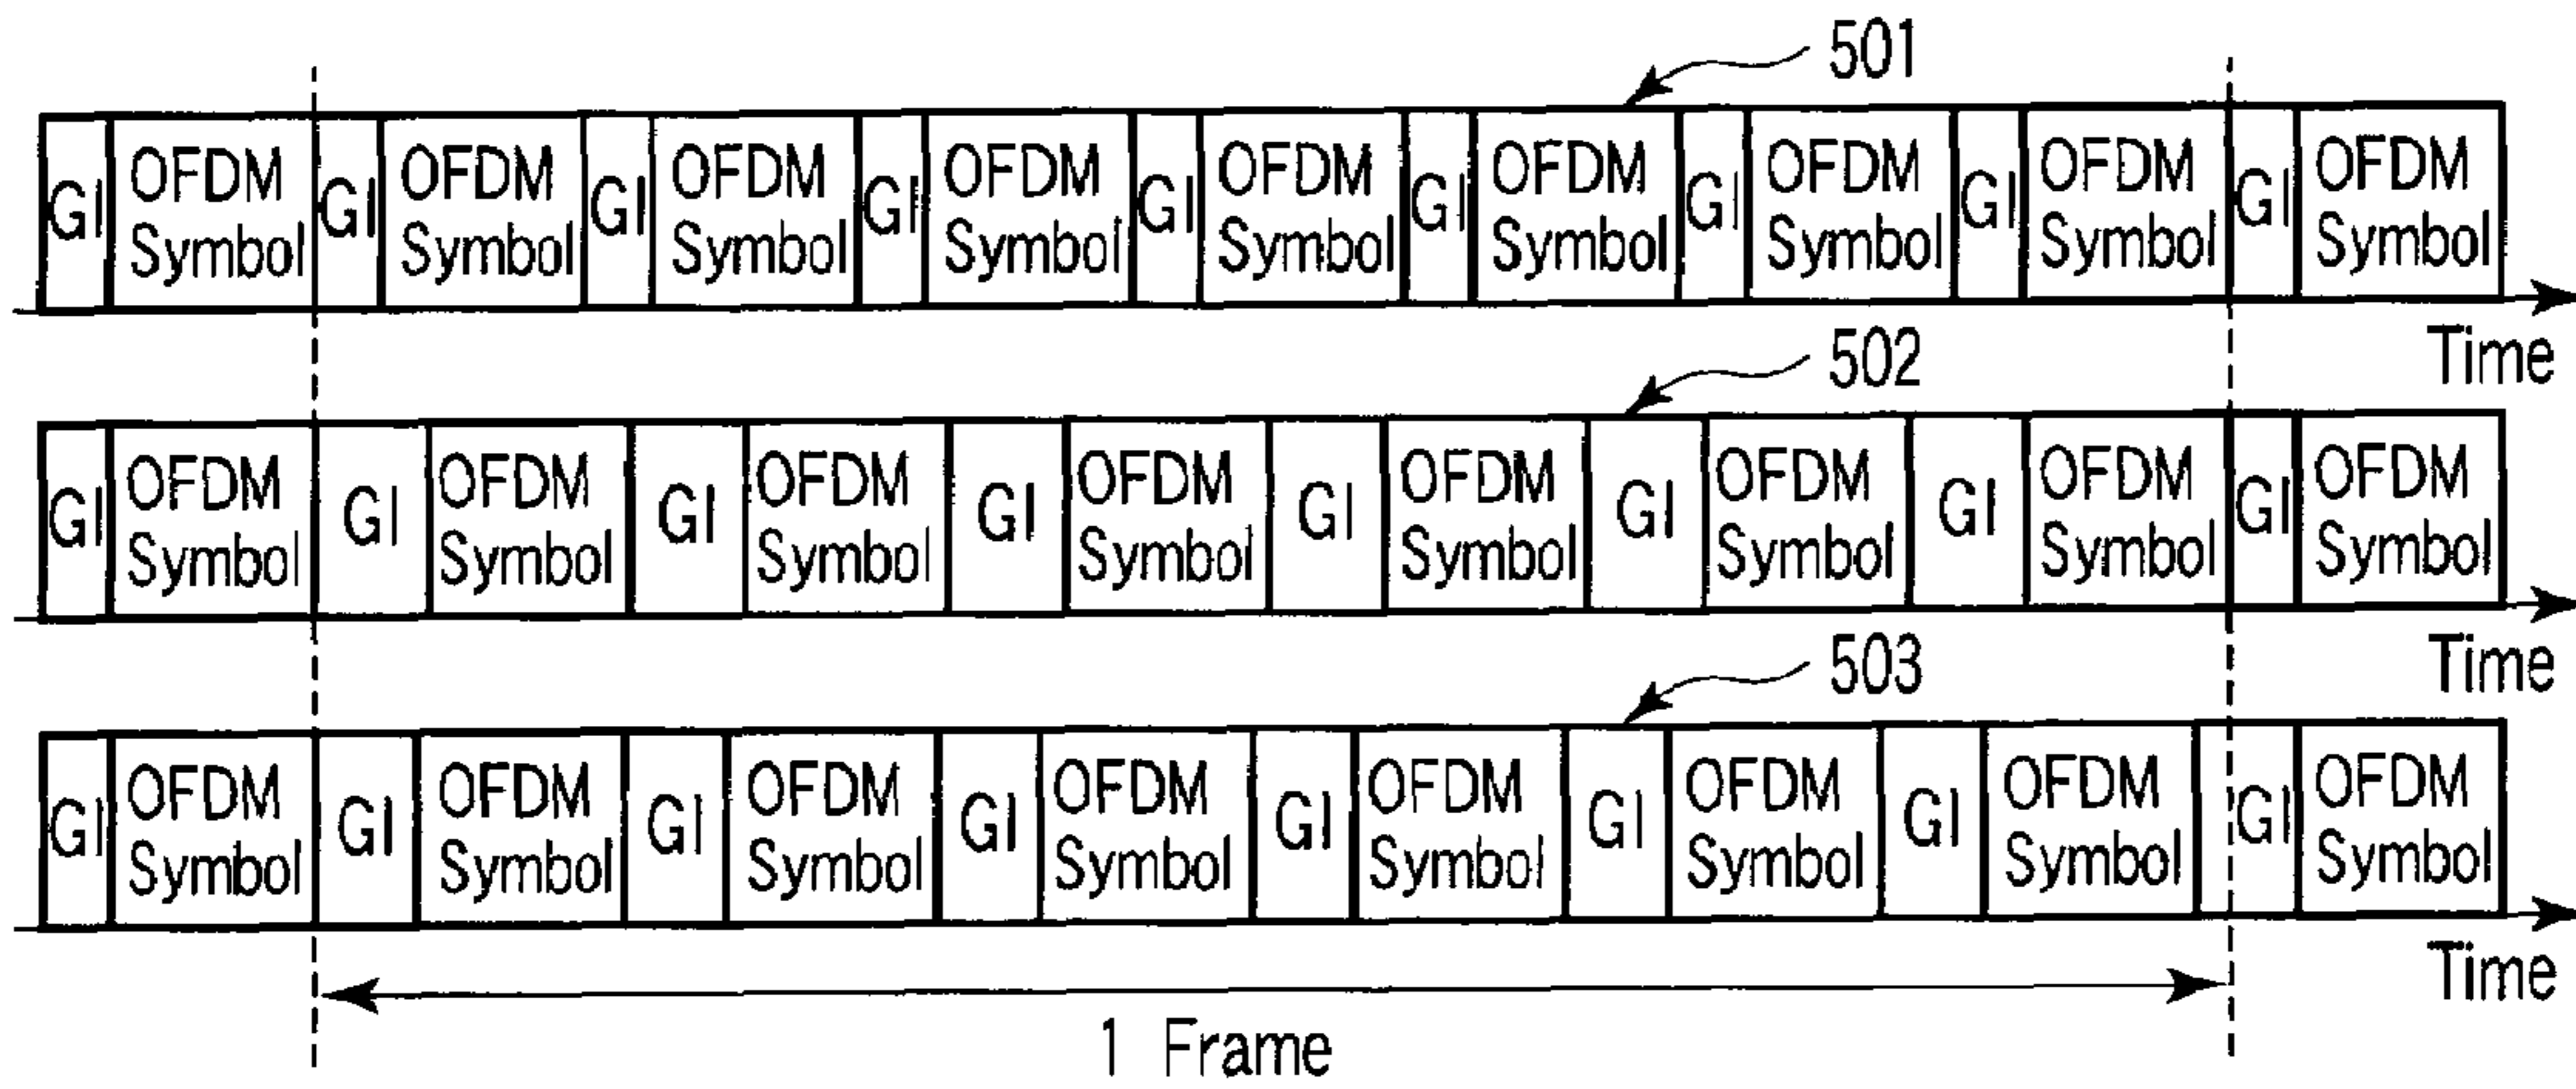 501
GI OFDM GI OFDM GI OFDM GI OFDM GI OFDM GI OFDM GI OFDM GI OFDM GI OFDM
Symbol Symbol Symbol Symbol Symbol Symbol Symbol Symbol Symbol
Time
502
GI OFDM GI OFDM GI OFDM GI OFDM GI OFDM GI OFDM GI OFDM GI OFDM
Symbol Symbol Symbol Symbol Symbol Symbol Symbol Symbol
Time
503
GI OFDM GI OFDM GI OFDM GI OFDM GI OFDM GI OFDM GI OFDM GI OFDM
Symbol Symbol Symbol Symbol Symbol Symbol Symbol Symbol
Time
1 Frame